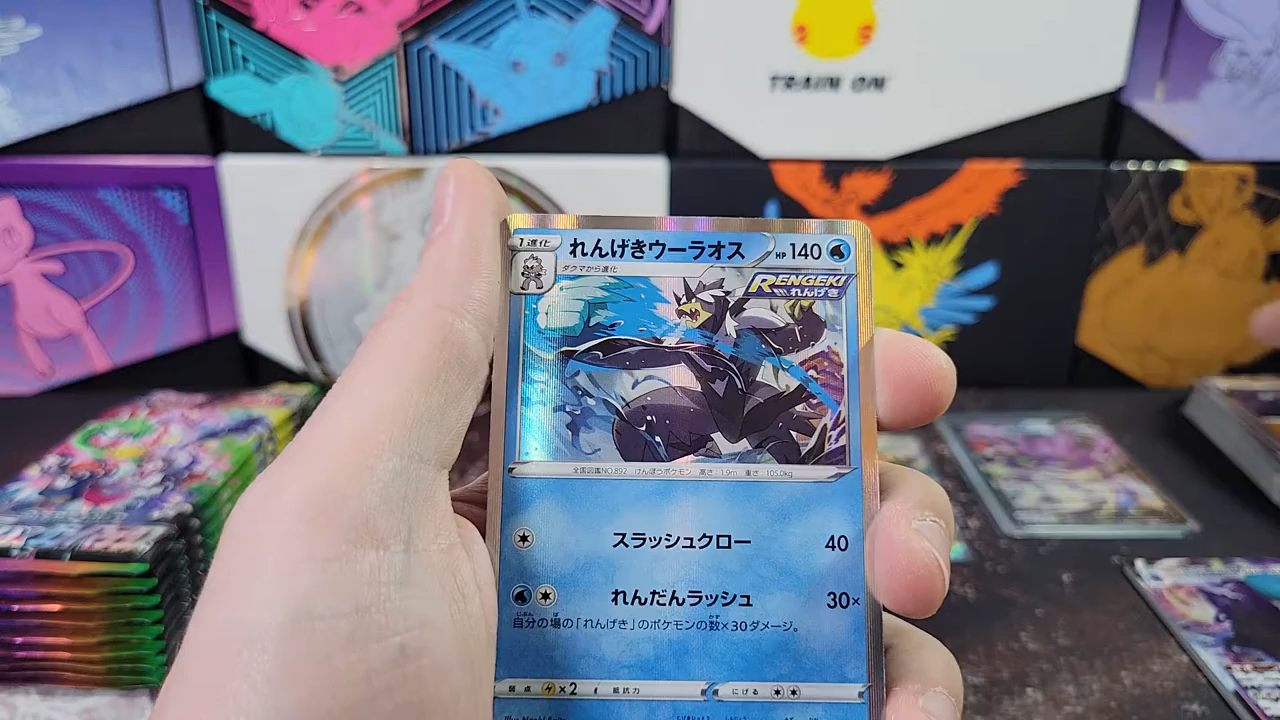 TRAIN ON
1進化
れんげきウーラオス
HP 140
ダクマから進化
RENGEKI
れんげき
全国図鑑NO.892 けんぽうポケモン 高さ:1.9m 重さ:105.0kg
スラッシュクロー 40
れんだんラッシュ 30×
自分の場の「れんげき」のポケモンの数×30ダメージ。
弱点 ×2 抵抗力 にげる